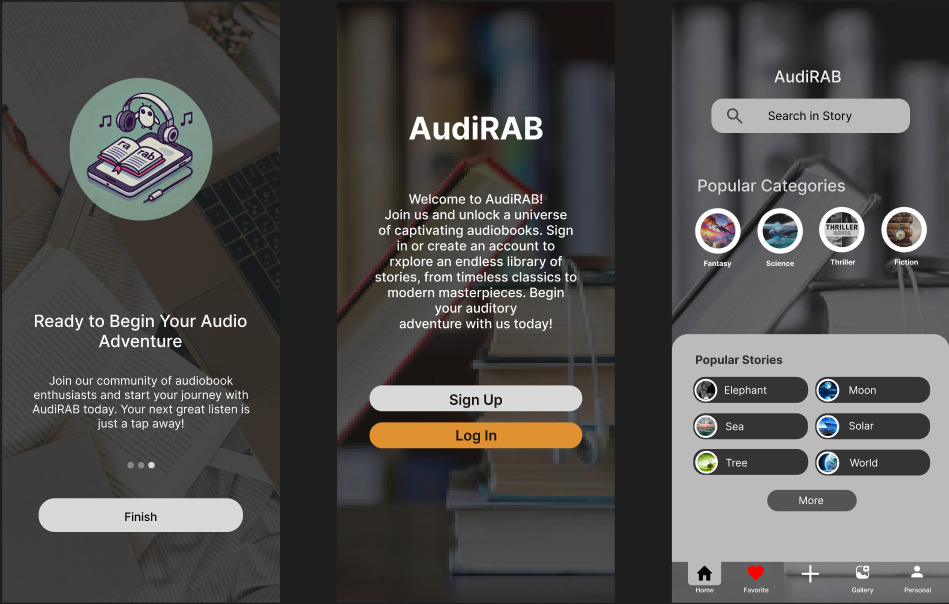 ra
rab
Ready to Begin Your Audio
Adventure
Join our community of audiobook
enthusiasts and start your journey with
AudiRAB today. Your next great listen is
just a tap away!
Finish
AudiRAB
Welcome to AudiRAB!
Join us and unlock a universe
of captivating audiobooks. Sign
in or create an account to
rxplore an endless library of
stories, from timeless classics to
modern masterpieces. Begin
your auditory
adventure with us today!
Sign Up
Log In
AudiRAB
Search in Story
Popular Categories
THRILLER
Fantasy
Science
Thriller
Fiction
Popular Stories
Elephant
Moon
Sea
Solar
Tree
World
More
Home
Favorite
Gallery
Personal